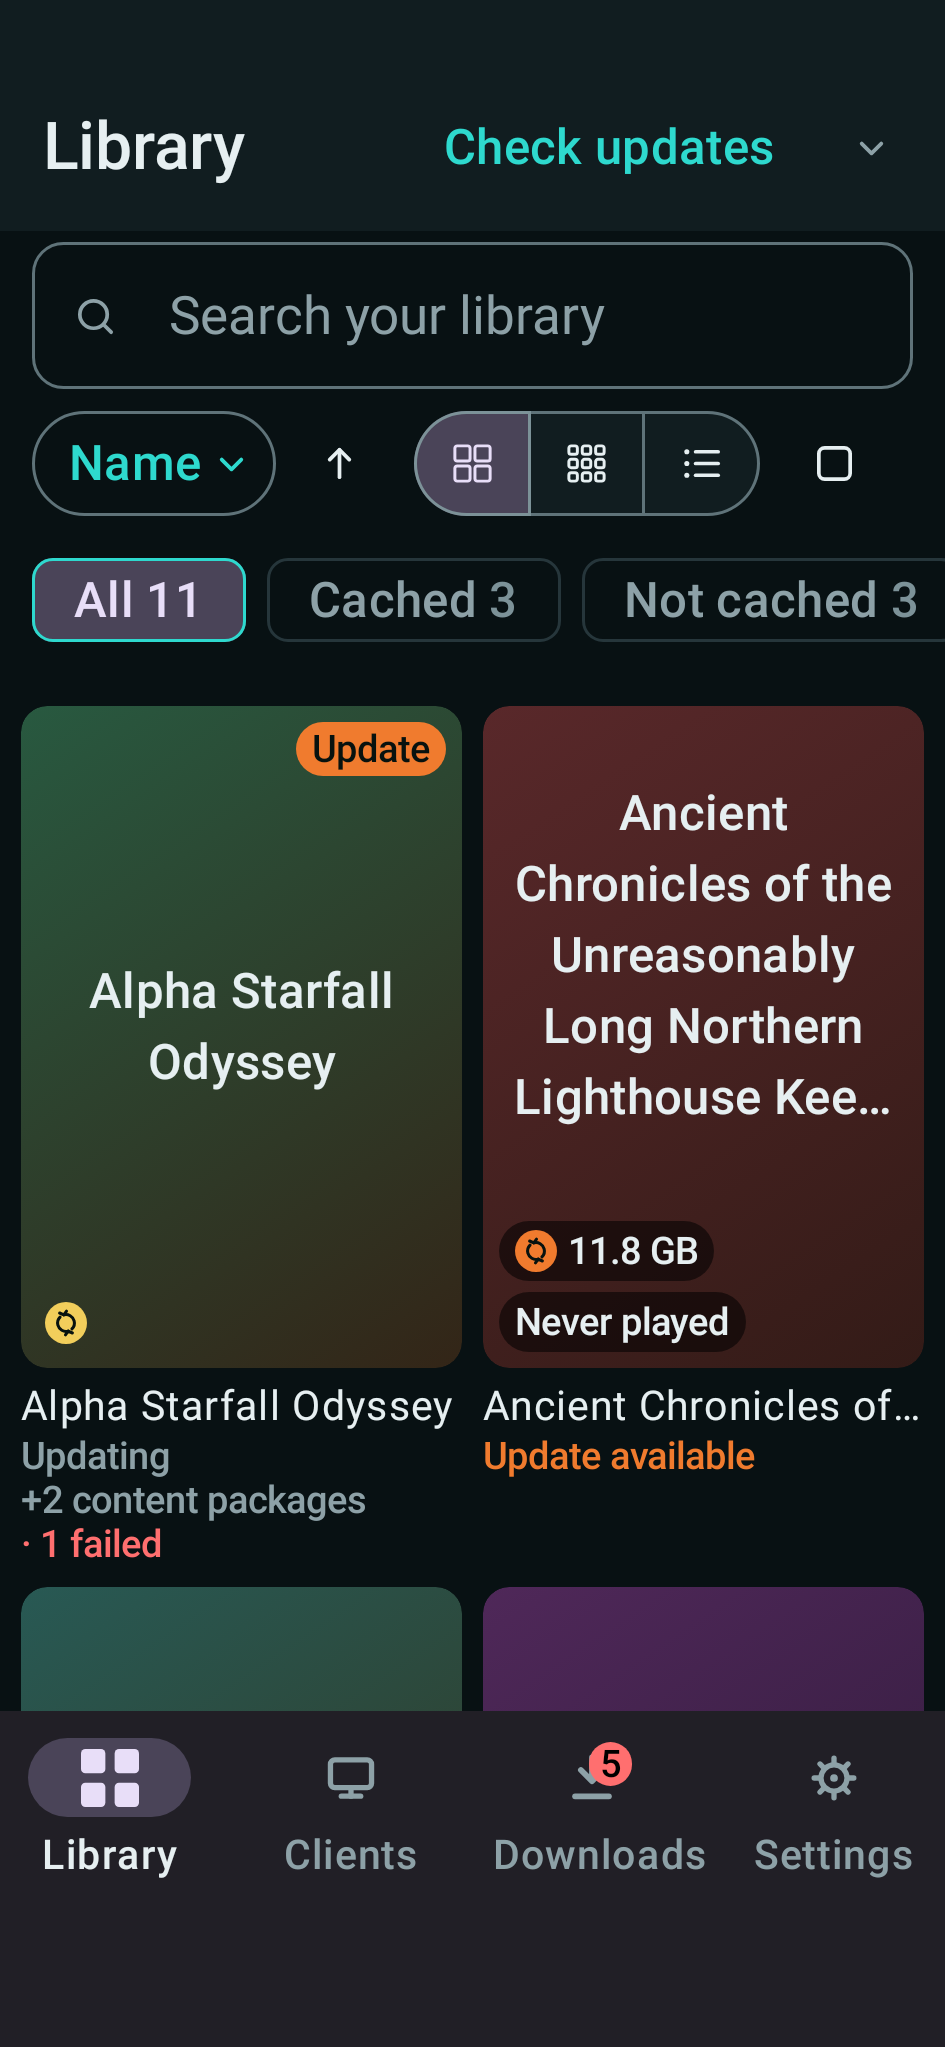 Library
Check updates
Search your library
Name
All 11
Cached 3
Not cached 3
Update
Alpha Starfall
Odyssey
Ancient
Chronicles of the
Unreasonably
Long Northern
Lighthouse Kee…
11.8 GB
Never played
Alpha Starfall Odyssey
Updating
+2 content packages
· 1 failed
Ancient Chronicles of…
Update available
5
Library
Clients
Downloads
Settings